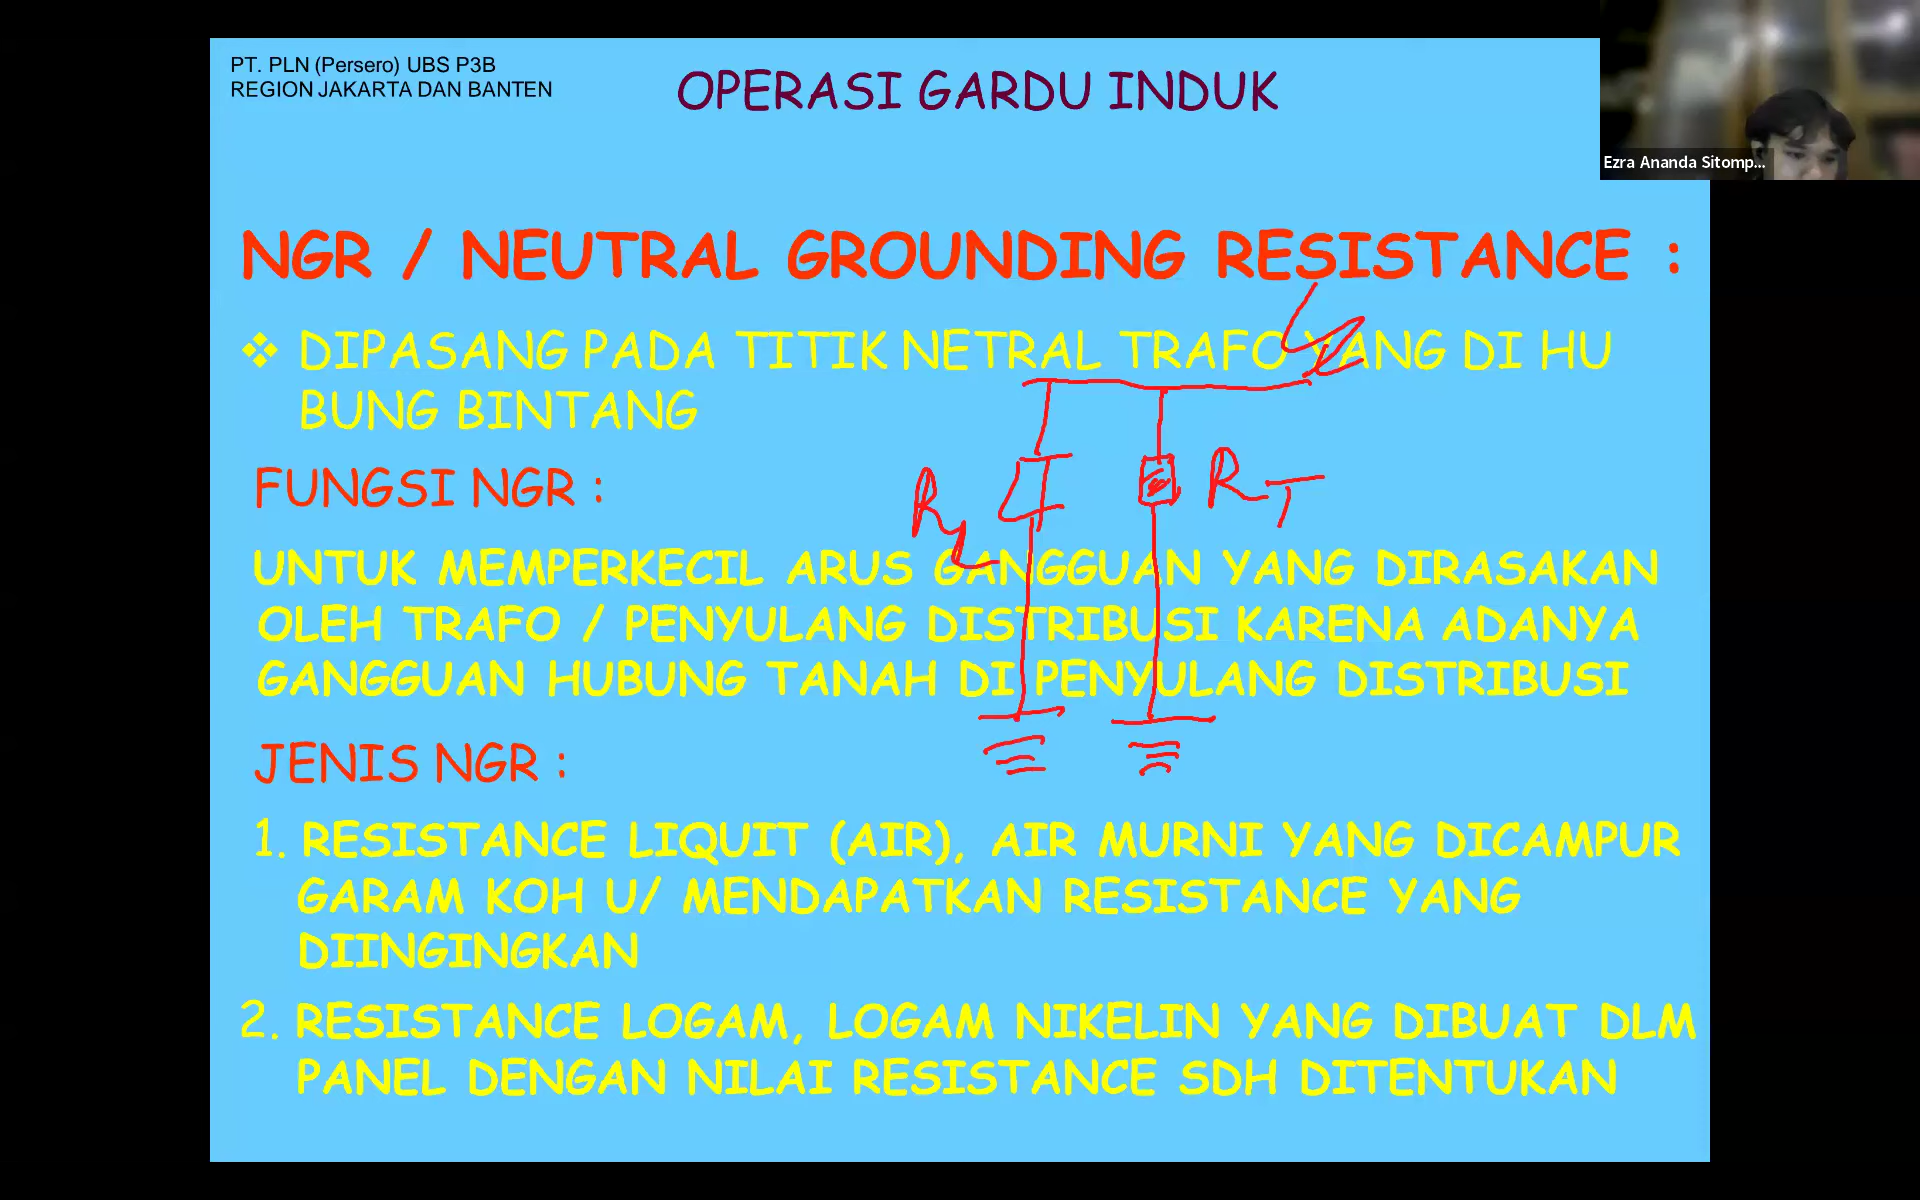 PT. PLN (Persero) UBS P3B
REGION JAKARTA DAN BANTEN
OPERASI GARDU INDUK
Ezra Ananda Sitomp...
NGR / NEUTRAL GROUNDING RESISTANCE :
❖ DIPASANG PADA TITIK NETRAL TRAFO YANG DI HU
BUNG BINTANG
FUNGSI NGR :
R_T
UNTUK MEMPERKECIL ARUS GANGGUAN YANG DIRASAKAN
OLEH TRAFO / PENYULANG DISTRIBUSI KARENA ADANYA
GANGGUAN HUBUNG TANAH DI PENYULANG DISTRIBUSI
JENIS NGR :
1. RESISTANCE LIQUIT (AIR), AIR MURNI YANG DICAMPUR
GARAM KOH U/ MENDAPATKAN RESISTANCE YANG
DIINGINGKAN
2. RESISTANCE LOGAM, LOGAM NIKELIN YANG DIBUAT DLM
PANEL DENGAN NILAI RESISTANCE SDH DITENTUKAN